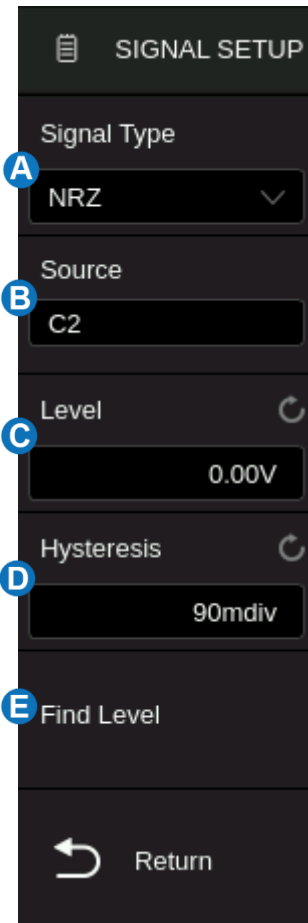 SIGNAL SETUP
Signal Type
A
NRZ
Source
B
C2
Level
C
0.00V
Hysteresis
D
90mdiv
E
Find Level
Return